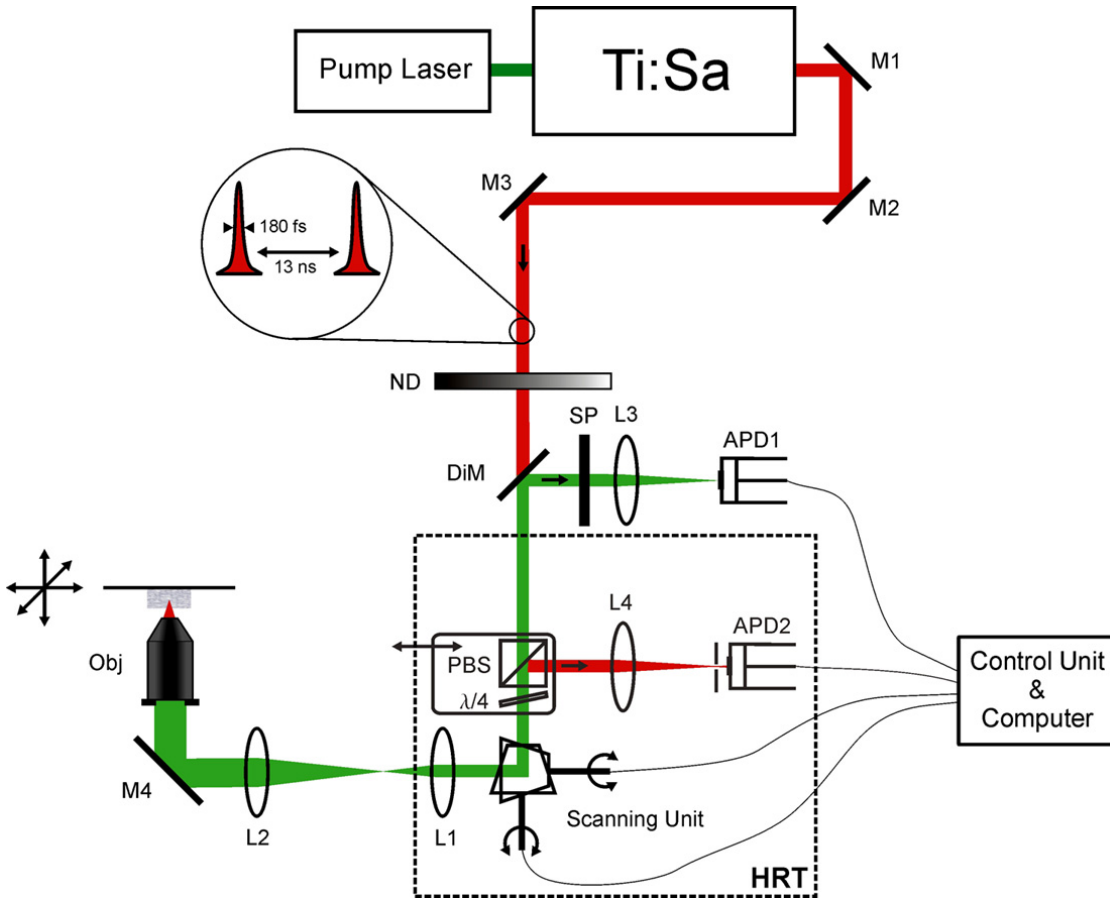 Pump Laser
Ti:Sa
M1
M2
M3
180 fs
13 ns
ND
SP
L3
APD1
DiM
L4
APD2
Obj
PBS
λ/4
Control Unit
&
Computer
M4
L2
L1
Scanning Unit
HRT